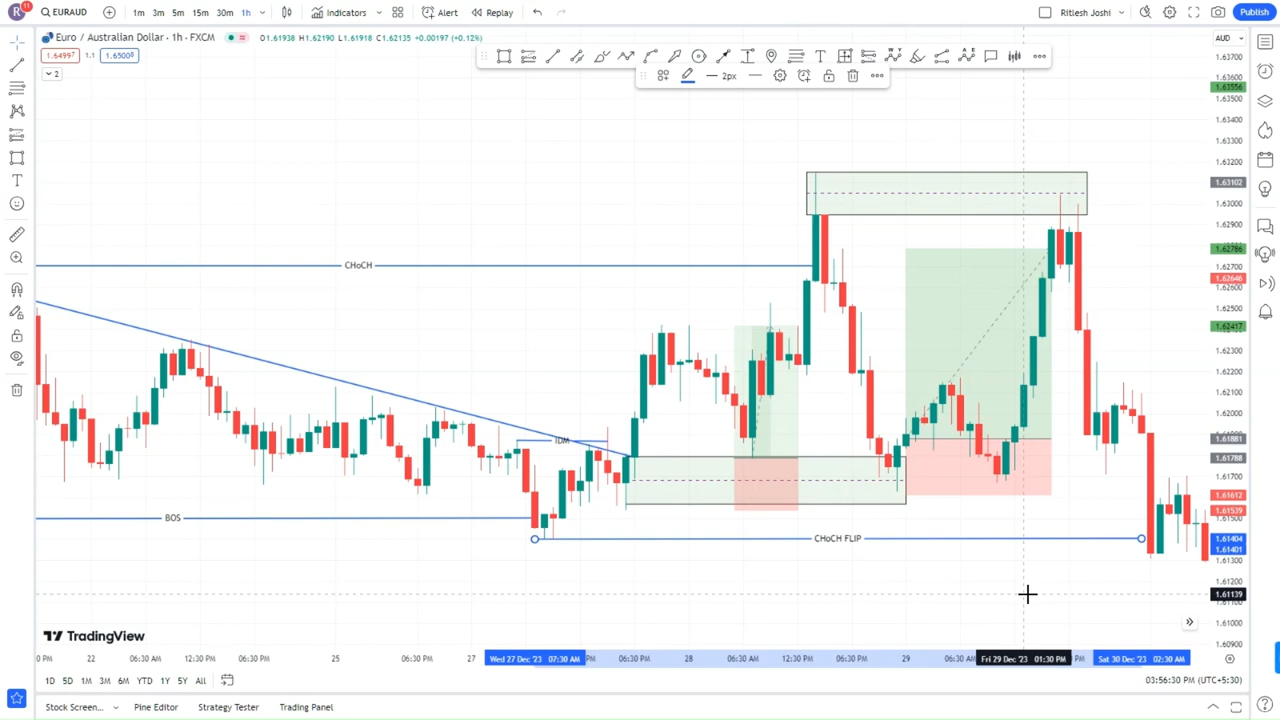 R 11 EURAUD 1m 3m 5m 15m 30m 1h Indicators Alert Replay Ritlesh Joshi Publish
Euro / Australian Dollar · 1h · FXCM O1.61938 H1.62190 L1.61918 C1.62135 +0.00197 (+0.12%) AUD
1.64997 1.1 1.65008
2
2px
1.63700
1.63600
1.63556
1.63500
1.63400
1.63300
1.63200
1.63102
1.63000
1.62900
1.62786
CHoCH
1.62700
1.62646
1.62600
1.62500
1.62417
1.62300
1.62200
1.62100
1.62000
IDM
1.61881
1.61788
1.61700
1.61612
1.61539
BOS
1.61500
CHoCH FLIP
1.61404
1.61401
1.61300
1.61200
1.61139
1.61000
TradingView
1.60900
0 PM 22 06:30 AM 12:30 PM 06:30 PM 25 06:30 PM 27 Wed 27 Dec '23 07:30 AM PM 06:30 PM 28 06:30 AM 12:30 PM 06:30 PM 29 06:30 AM Fri 29 Dec '23 01:30 PM PM Sat 30 Dec '23 02:30 AM
1D 5D 1M 3M 6M YTD 1Y 5Y All 03:56:30 PM (UTC+5:30)
Stock Screen... Pine Editor Strategy Tester Trading Panel